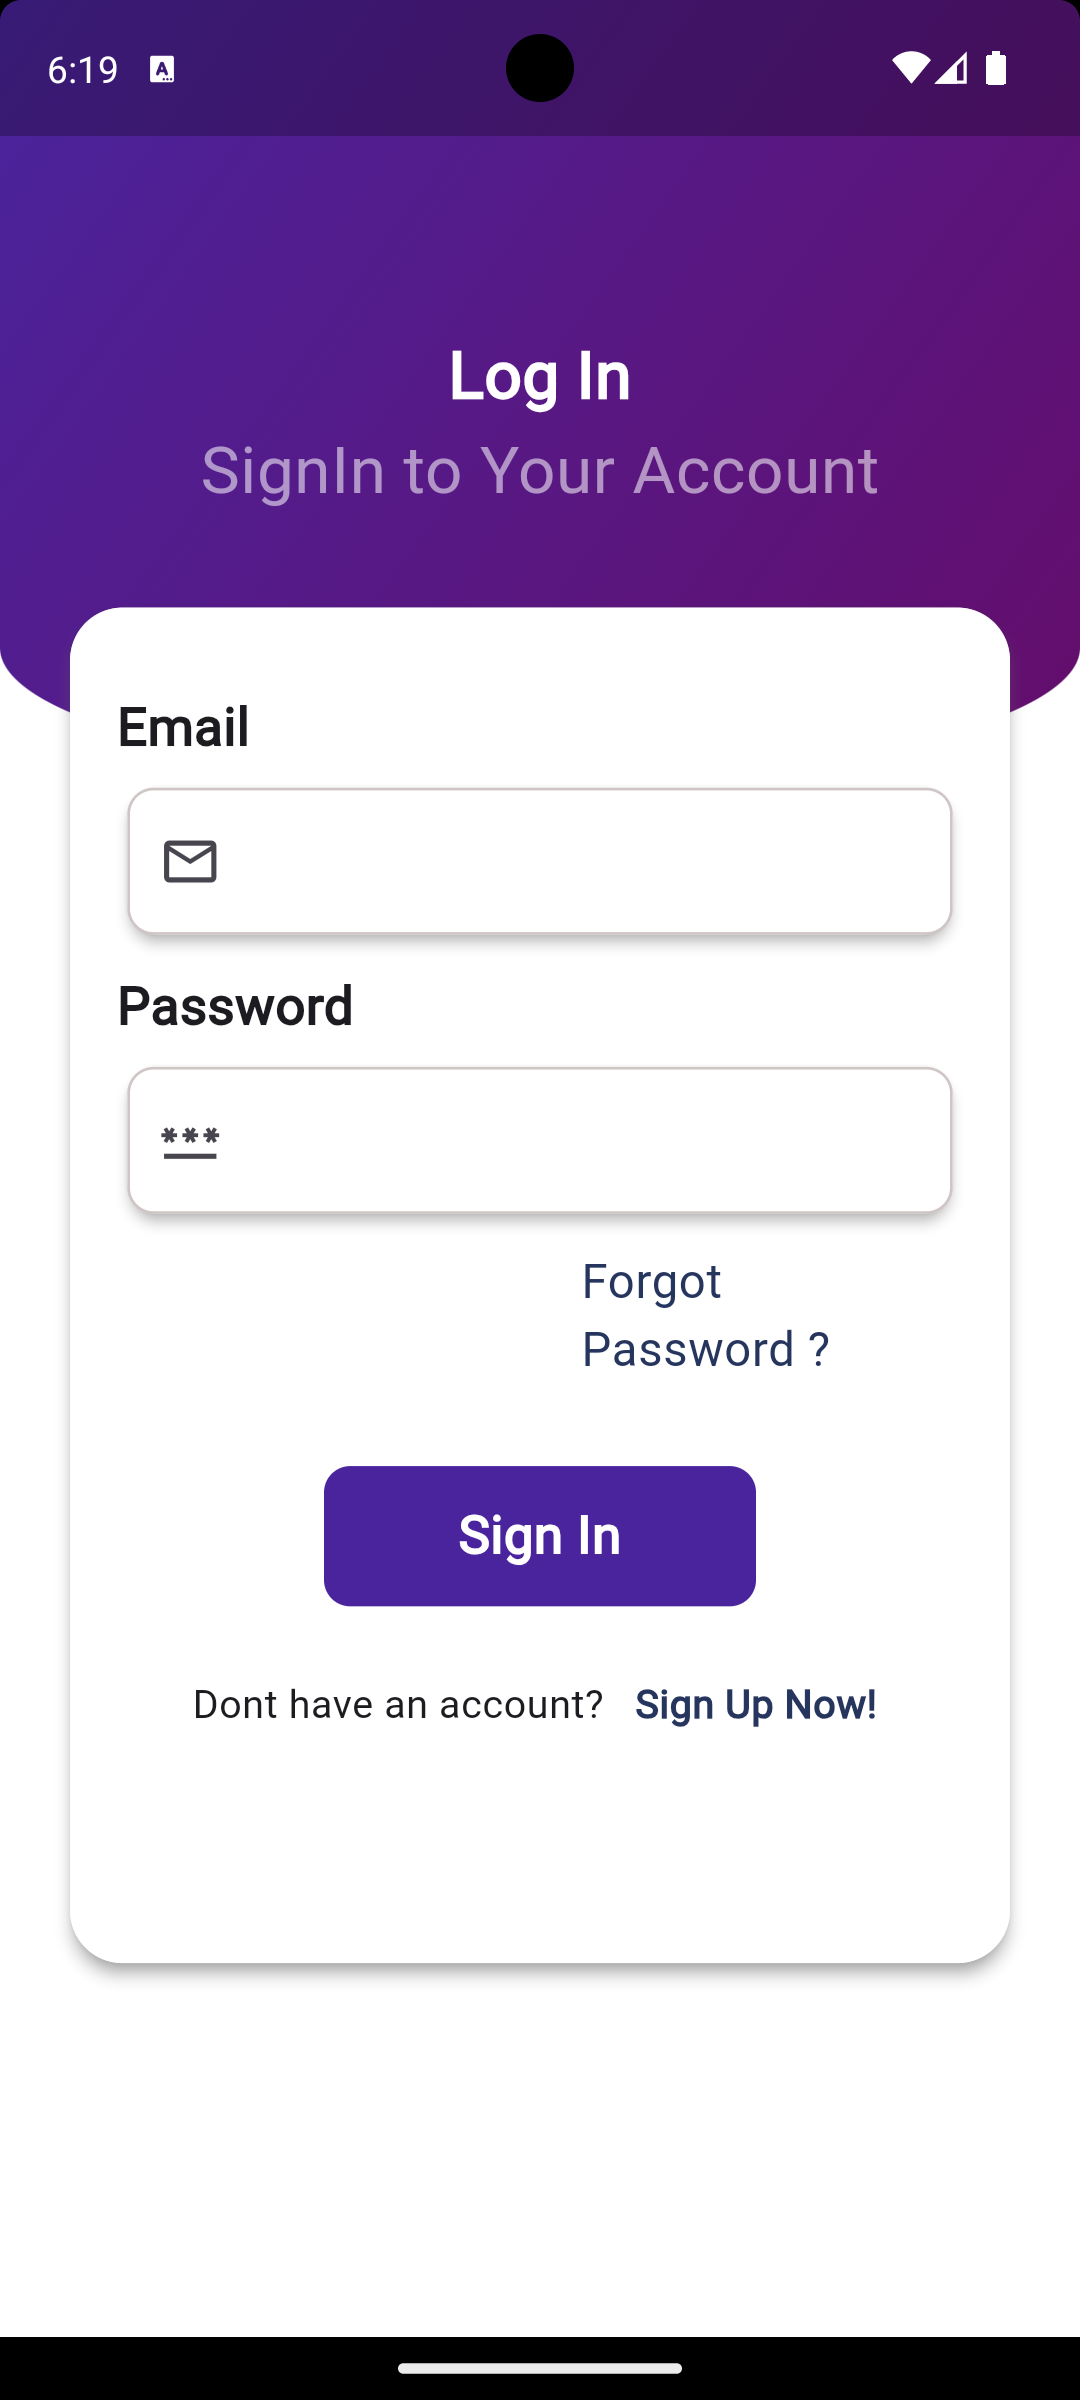 6:19
Log In
SignIn to Your Account
Email
Password
Forgot
Password ?
Sign In
Dont have an account? Sign Up Now!